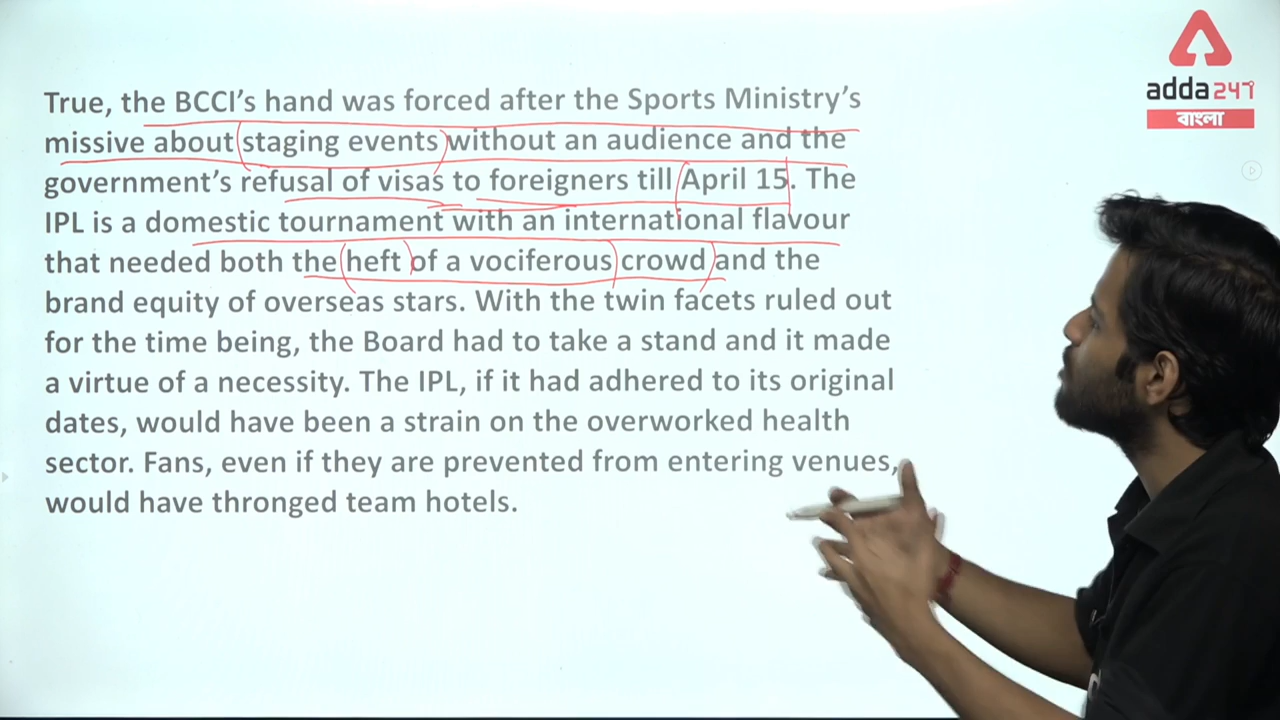 True, the BCCI's hand was forced after the Sports Ministry's
missive about staging events without an audience and the
government's refusal of visas to foreigners till April 15. The
IPL is a domestic tournament with an international flavour
that needed both the heft of a vociferous crowd and the
brand equity of overseas stars. With the twin facets ruled out
for the time being, the Board had to take a stand and it made
a virtue of a necessity. The IPL, if it had adhered to its original
dates, would have been a strain on the overworked health
sector. Fans, even if they are prevented from entering venues,
would have thronged team hotels.
adda247
বাংলা